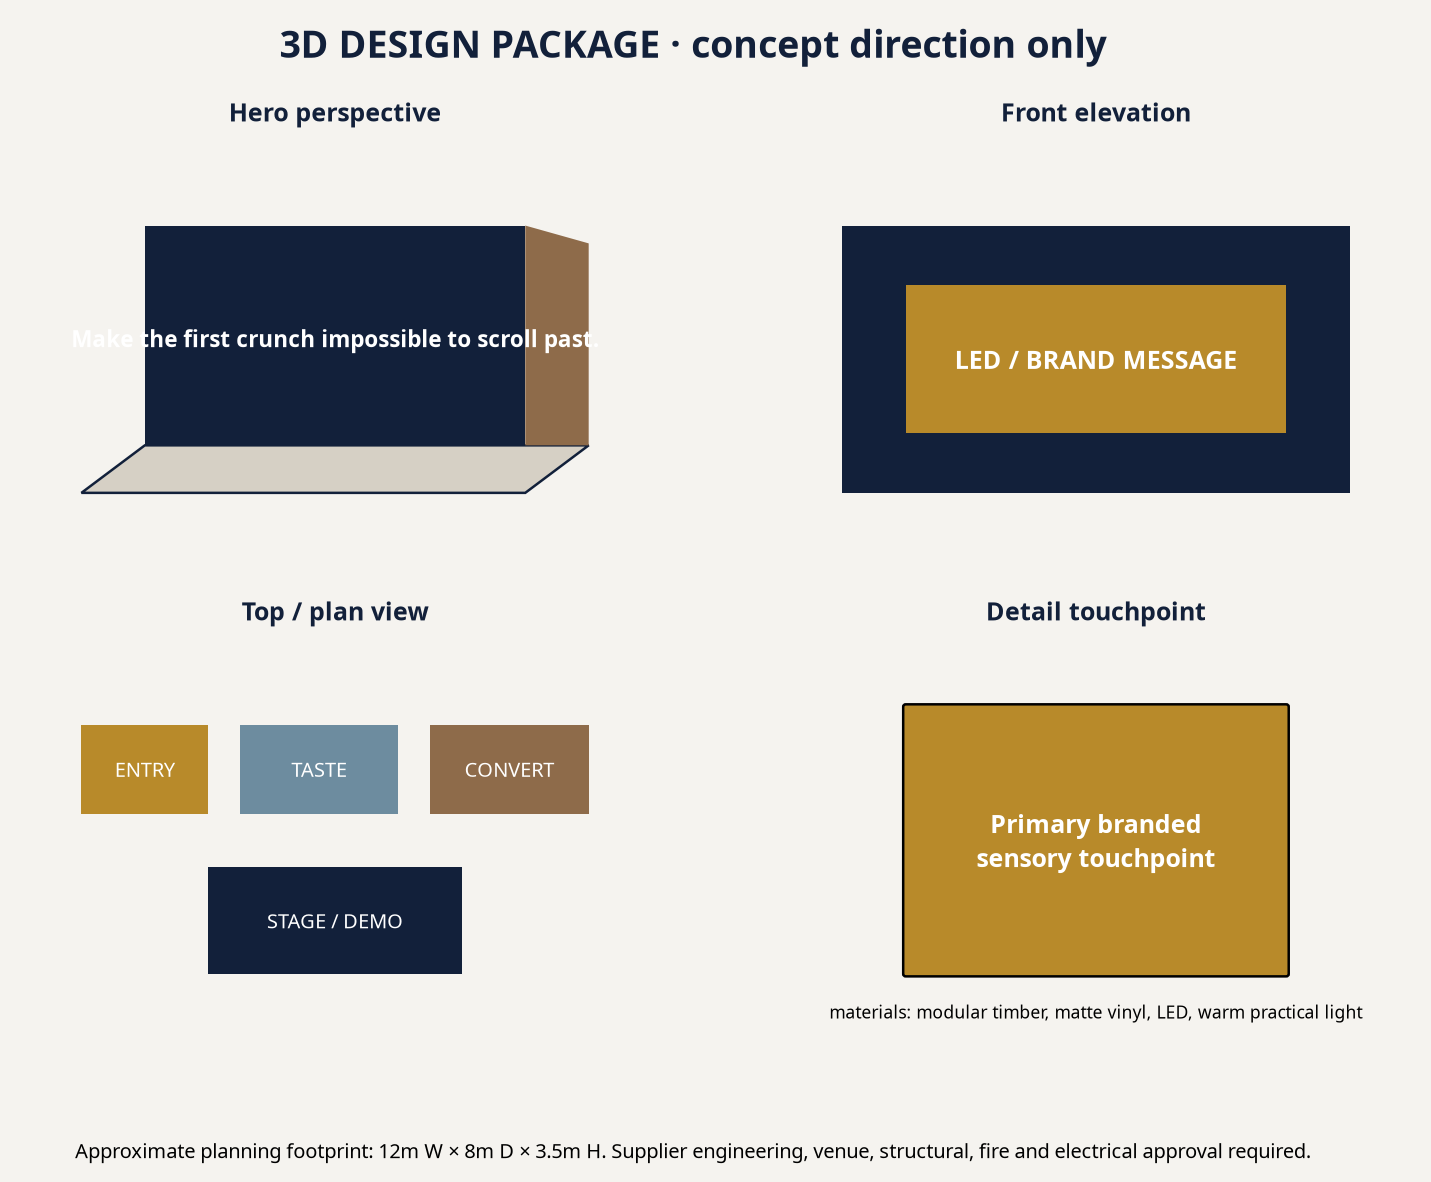 3D DESIGN PACKAGE · concept direction only
Hero perspective
Front elevation
Make the first crunch impossible to scroll past.
LED / BRAND MESSAGE
Top / plan view
Detail touchpoint
ENTRY
TASTE
CONVERT
STAGE / DEMO
Primary branded
sensory touchpoint
materials: modular timber, matte vinyl, LED, warm practical light
Approximate planning footprint: 12m W × 8m D × 3.5m H. Supplier engineering, venue, structural, fire and electrical approval required.